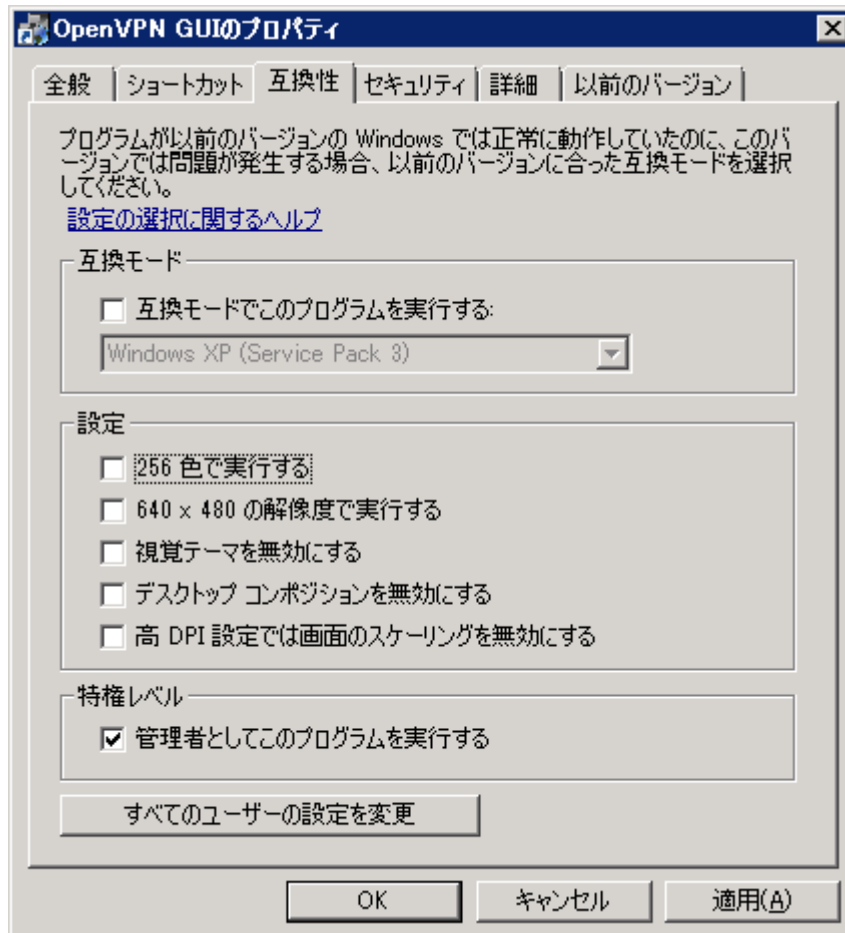 OpenVPN GUIのプロパティ
全般
ショートカット
互換性
セキュリティ
詳細
以前のバージョン
プログラムが以前のバージョンの Windows では正常に動作していたのに、このバ
ージョンでは問題が発生する場合、以前のバージョンに合った互換モードを選択
してください。
設定の選択に関するヘルプ
互換モード
互換モードでこのプログラムを実行する:
Windows XP (Service Pack 3)
設定
256 色で実行する
640 x 480 の解像度で実行する
視覚テーマを無効にする
デスクトップ コンポジションを無効にする
高 DPI 設定では画面のスケーリングを無効にする
特権レベル
管理者としてこのプログラムを実行する
すべてのユーザーの設定を変更
OK
キャンセル
適用(A)